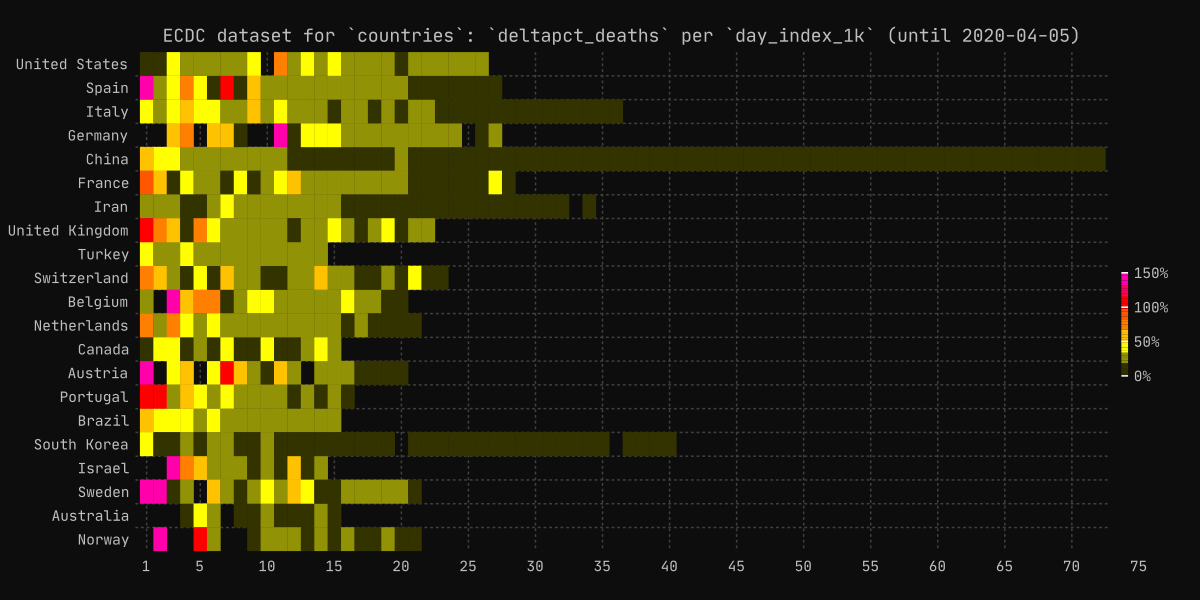 ECDC dataset for `countries`: `deltapct_deaths` per `day_index_1k` (until 2020-04-05)
United States
Spain
Italy
Germany
China
France
Iran
United Kingdom
Turkey
Switzerland
Belgium
Netherlands
Canada
Austria
Portugal
Brazil
South Korea
Israel
Sweden
Australia
Norway
150%
100%
50%
0%
1 5 10 15 20 25 30 35 40 45 50 55 60 65 70 75